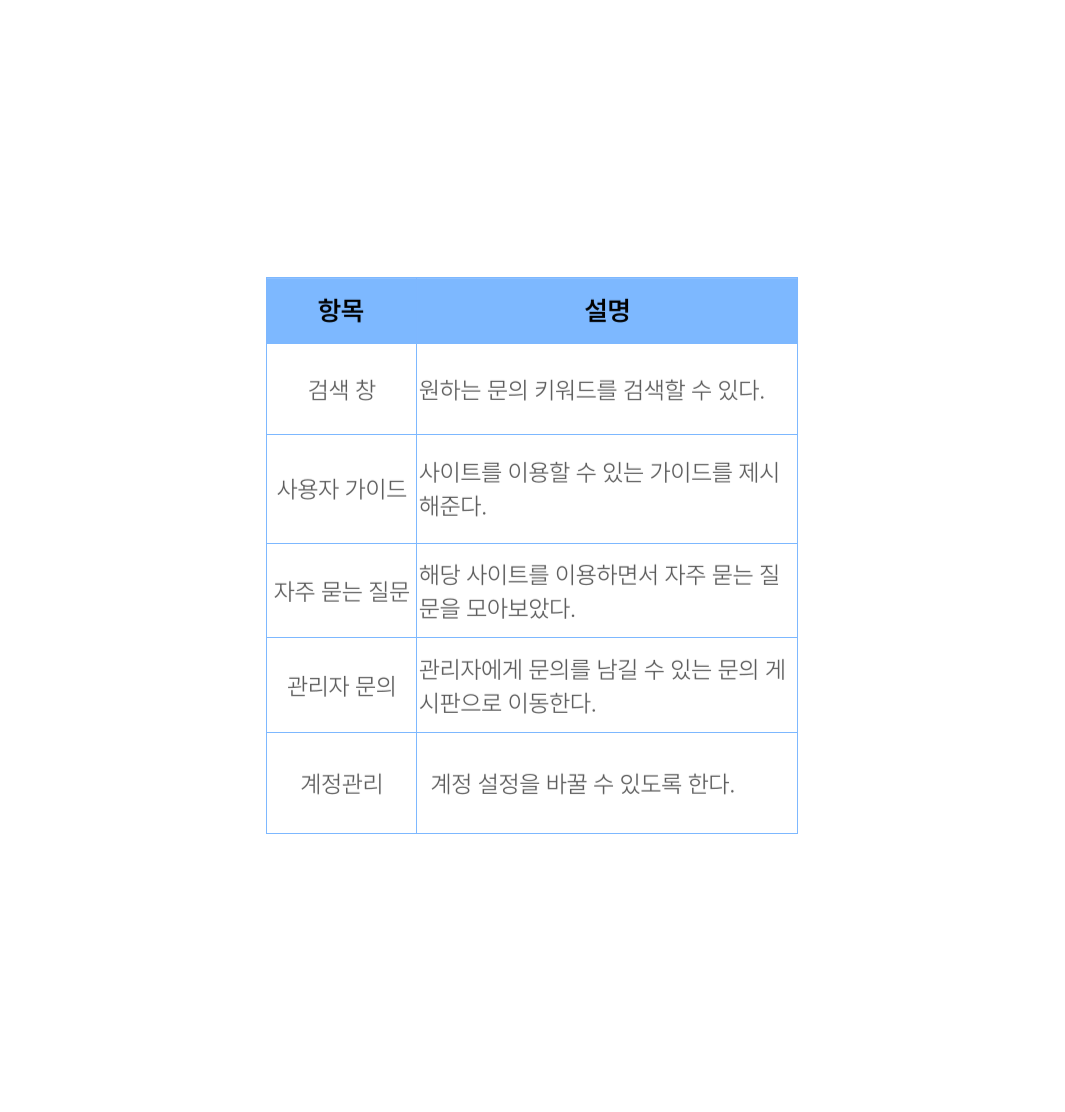 항목 설명
검색 창 원하는 문의 키워드를 검색할 수 있다.
사용자 가이드 사이트를 이용할 수 있는 가이드를 제시
해준다.
자주 묻는 질문 해당 사이트를 이용하면서 자주 묻는 질
문을 모아보았다.
관리자 문의 관리자에게 문의를 남길 수 있는 문의 게
시판으로 이동한다.
계정관리 계정 설정을 바꿀 수 있도록 한다.